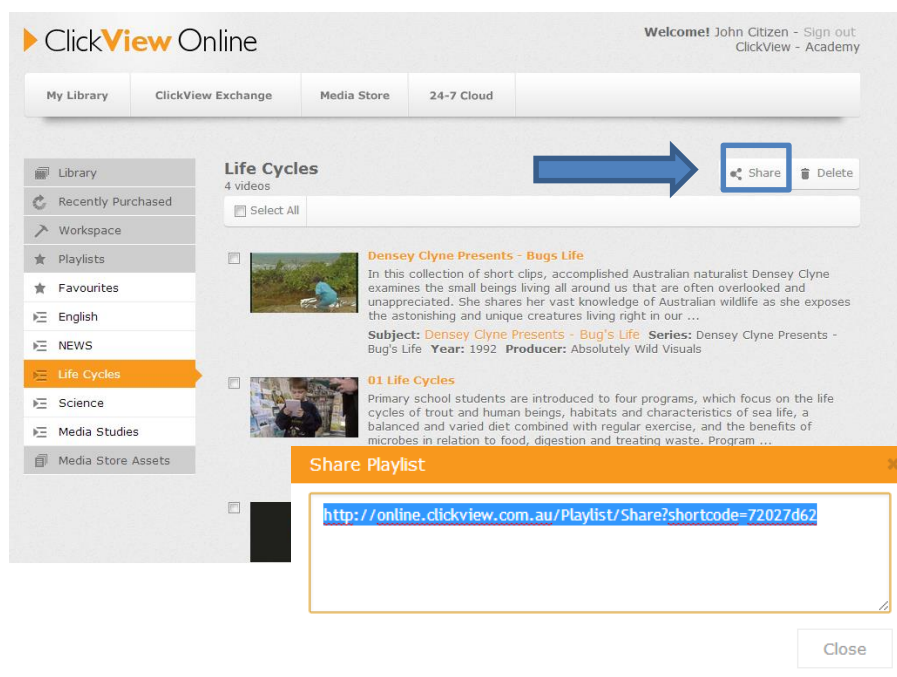 ClickView Online
Welcome! John Citizen - Sign out
ClickView - Academy
My Library
ClickView Exchange
Media Store
24-7 Cloud
Library
Recently Purchased
Workspace
Playlists
Favourites
English
NEWS
Life Cycles
Science
Media Studies
Media Store Assets
Life Cycles
4 videos
Share
Delete
Select All
Densey Clyne Presents - Bugs Life
In this collection of short clips, accomplished Australian naturalist Densey Clyne
examines the small beings living all around us that are often overlooked and
unappreciated. She shares her vast knowledge of Australian wildlife as she exposes
the astonishing and unique creatures living right in our ...
Subject: Densey Clyne Presents - Bug's Life Series: Densey Clyne Presents -
Bug's Life Year: 1992 Producer: Absolutely Wild Visuals
01 Life Cycles
Primary school students are introduced to four programs, which focus on the life
cycles of trout and human beings, habitats and characteristics of sea life, a
balanced and varied diet combined with regular exercise, and the benefits of
microbes in relation to food, digestion and treating waste. Program ...
Share Playlist
http://online.clickview.com.au/Playlist/Share?shortcode=72027d62
Close